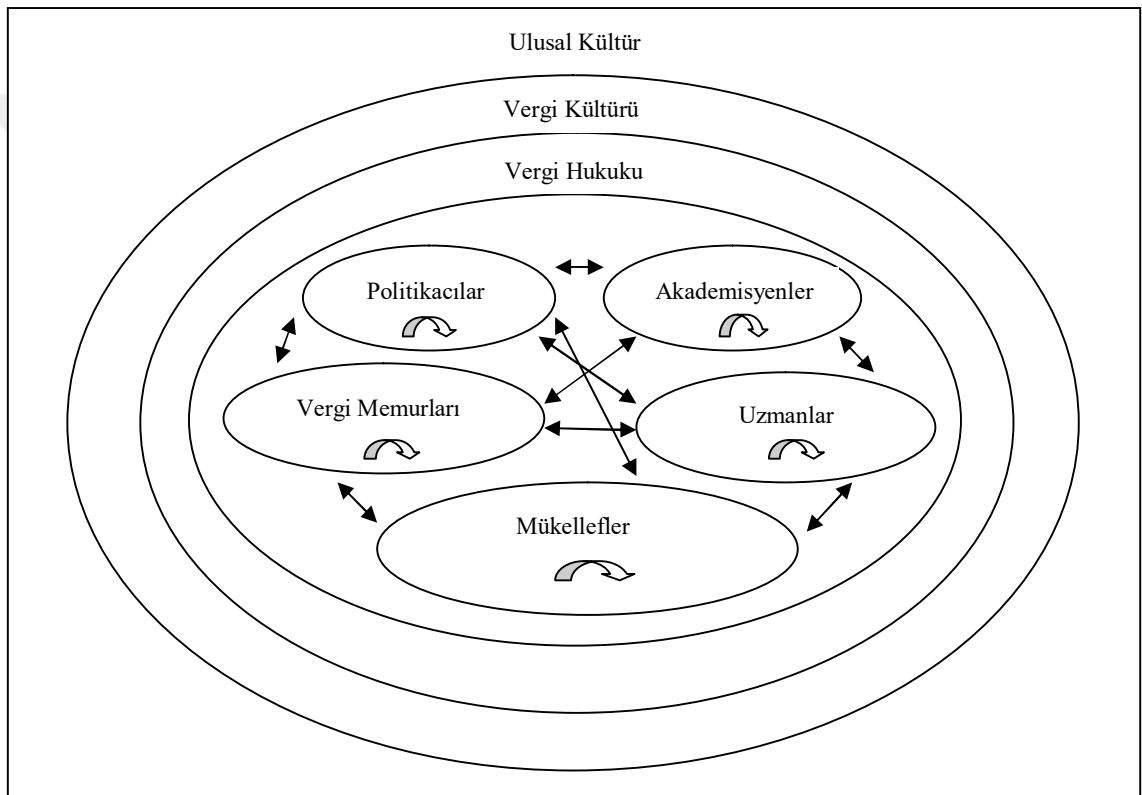 Ulusal Kültür
Vergi Kültürü
Vergi Hukuku
Politikacılar
Akademisyenler
Vergi Memurları
Uzmanlar
Mükellefler